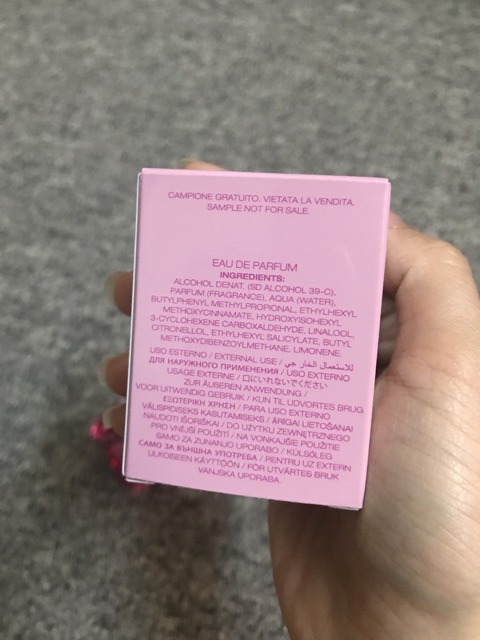 CAMPIONE GRATUITO. VIETATA LA VENDITA.
SAMPLE NOT FOR SALE.
EAU DE PARFUM
INGREDIENTS:
ALCOHOL DENAT. (SD ALCOHOL 39-C),
PARFUM (FRAGRANCE), AQUA (WATER),
BUTYLPHENYL METHYLPROPIONAL, ETHYLHEXYL
METHOXYCINNAMATE, HYDROXYISOHEXYL
3-CYCLOHEXENE CARBOXALDEHYDE, LINALOOL,
CITRONELLOL, ETHYLHEXYL SALICYLATE, BUTYL
METHOXYDIBENZOYLMETHANE, LIMONENE.
USO ESTERNO / EXTERNAL USE / للاستعمال الخارجي
ДЛЯ НАРУЖНОГО ПРИМЕНЕНИЯ / USO EXTERNO
USAGE EXTERNE / 口にいれないでください
ZUR ÄUßEREN ANWENDUNG /
VOOR UITWENDIG GEBRUIK / KUN TIL UDVORTES BRUG
ΕΞΩΤΕΡΙΚΗ ΧΡΗΣΗ / PARA USO EXTERNO
VÄLISPIDISEKS KASUTAMISEKS / ĀRĪGAI LIETOŠANAI
NAUDOTI IŠORIŠKAI / DO UŻYTKU ZEWNĘTRZNEGO
PRO VNĚJŠÍ POUŽITÍ / NA VONKAJŠIE POUŽITIE
SAMO ZA ZUNANJO UPORABO / KÜLSŐLEG
САМО ЗА ВЪНШНА УПОТРЕБА / PENTRU UZ EXTERN
ULKOISEEN KÄYTTÖÖN / FÖR UTVÄRTES BRUK
VANJSKA UPORABA.